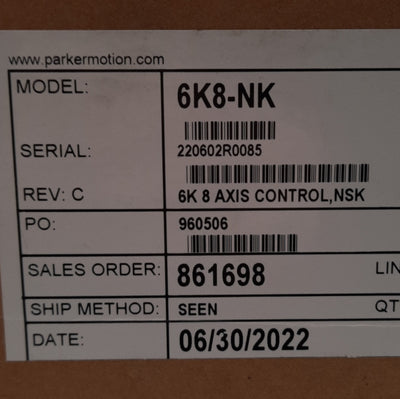 www.parkermotion.com
MODEL: 6K8-NK
SERIAL: 220602R0085
REV: C 6K 8 AXIS CONTROL,NSK
PO: 960506
SALES ORDER: 861698 LIN
SHIP METHOD: SEEN QT
DATE: 06/30/2022